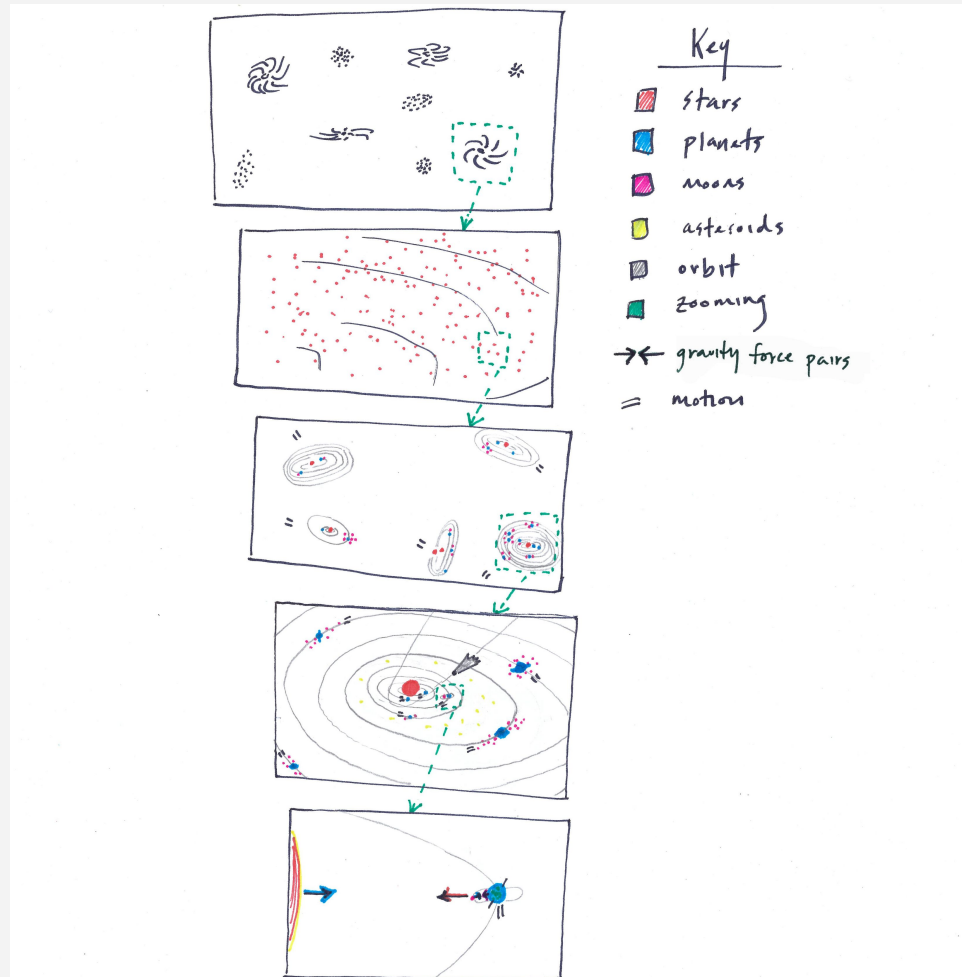 Key
stars
planets
moons
asteroids
orbit
zooming
gravity force pairs
motion